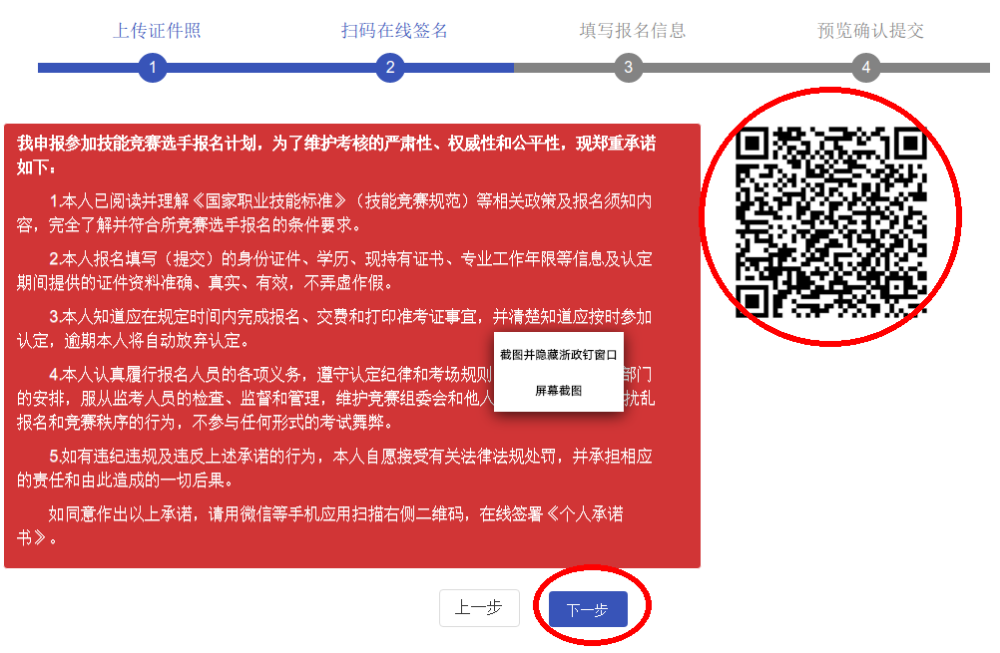 上传证件照
扫码在线签名
填写报名信息
预览确认提交
1
2
3
4
我申报参加技能竞赛选手报名计划，为了维护考核的严肃性、权威性和公平性，现郑重承诺
如下：
1.本人已阅读并理解《国家职业技能标准》（技能竞赛规范）等相关政策及报名须知内
容，完全了解并符合所竞赛选手报名的条件要求。
2.本人报名填写（提交）的身份证件、学历、现持有证书、专业工作年限等信息及认定
期间提供的证件资料准确、真实、有效，不弄虚作假。
3.本人知道应在规定时间内完成报名、交费和打印准考证事宜，并清楚知道应按时参加
认定，逾期本人将自动放弃认定。
4.本人认真履行报名人员的各项义务，遵守认定纪律和考场规则
部门
的安排，服从监考人员的检查、监督和管理，维护竞赛组委会和他人
扰乱
报名和竞赛秩序的行为，不参与任何形式的考试舞弊。
截图并隐藏浙政钉窗口
屏幕截图
5.如有违纪违规及违反上述承诺的行为，本人自愿接受有关法律法规处罚，并承担相应
的责任和由此造成的一切后果。
如同意作出以上承诺，请用微信等手机应用扫描右侧二维码，在线签署《个人承诺
书》。
上一步
下一步